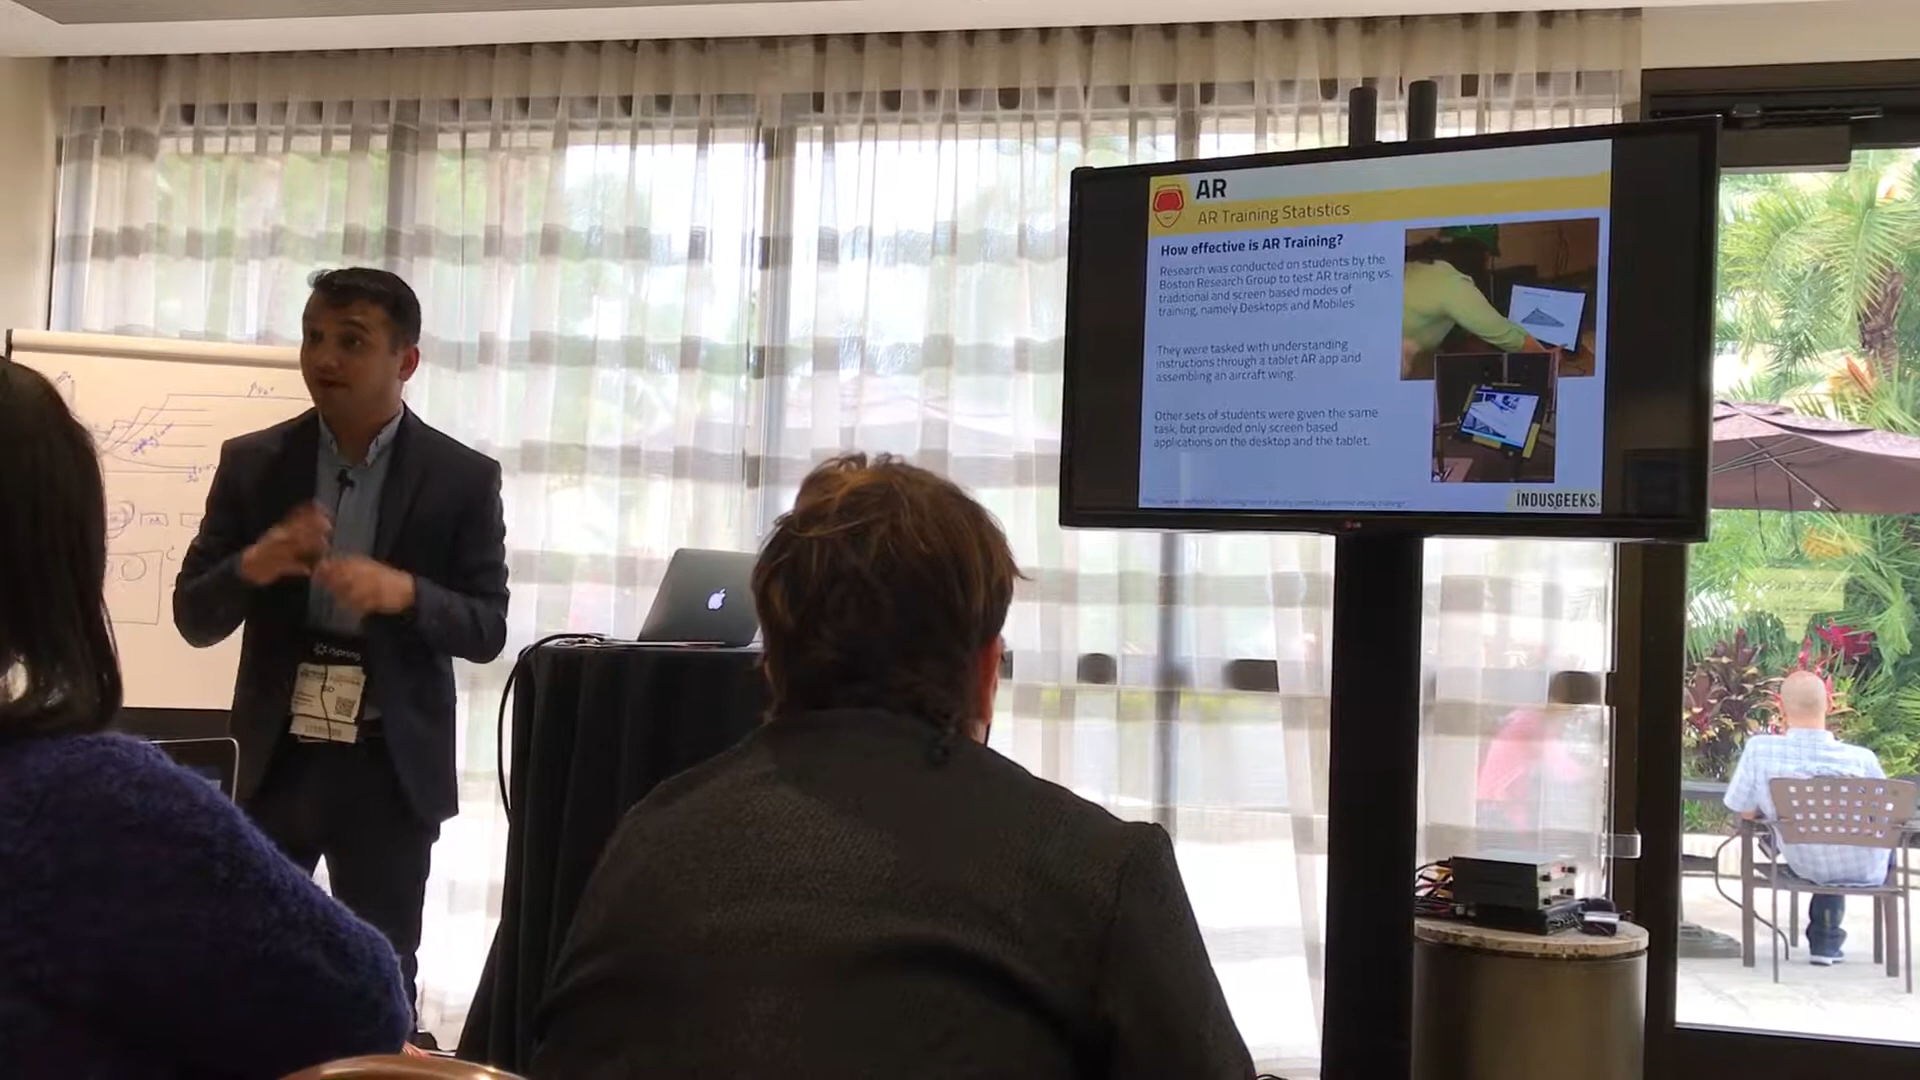 AR
AR Training Statistics
How effective is AR Training?
Research was conducted on students by the
Boston Research Group to test AR training vs.
traditional and screen based modes of
training, namely Desktops and Mobiles
They were tasked with understanding
instructions through a tablet AR app and
assembling an aircraft wing.
Other sets of students were given the same
task, but provided only screen based
applications on the desktop and the tablet.
INDUSGEEKS
LG
iSpring
SID